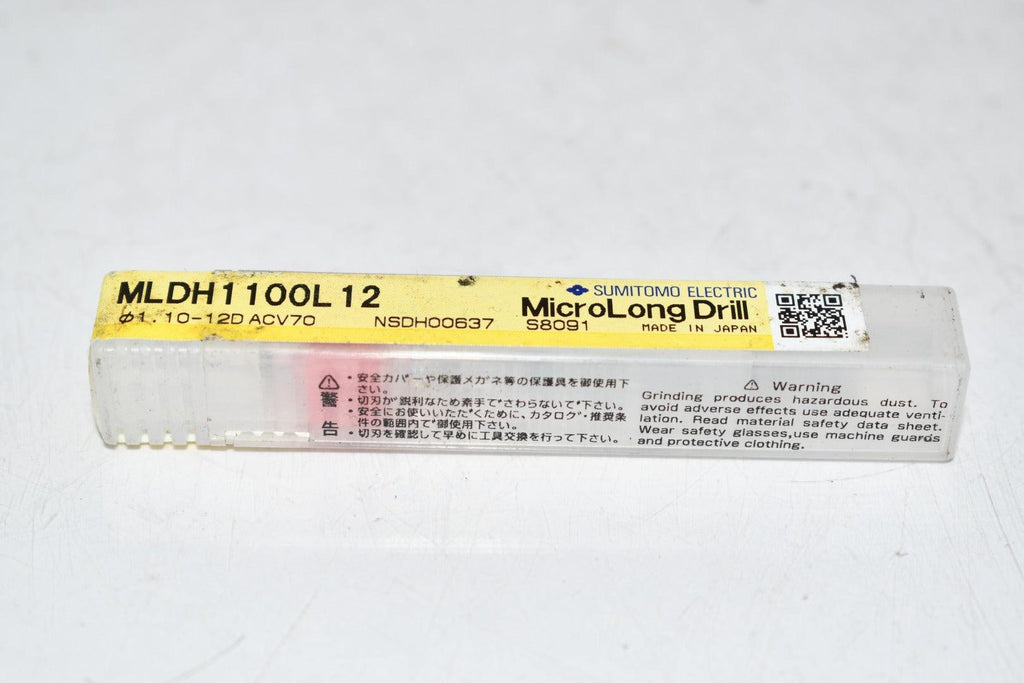 MLDH1100L12
φ1.10-12D ACV70 NSDH00637 S8091
SUMITOMO ELECTRIC
MicroLong Drill
MADE IN JAPAN
⚠警告
・安全カバーや保護メガネ等の保護具を御使用下
さい。
・切刃が鋭利なため素手でさわらないで下さい。
・安全にお使いいただくために、カタログ・推奨条
件の範囲内で御使用下さい。
・切刃を確認して早めに工具交換を行って下さい。
⚠ Warning
Grinding produces hazardous dust. To
avoid adverse effects use adequate venti-
lation. Read material safety data sheet.
Wear safety glasses,use machine guards
and protective clothing.